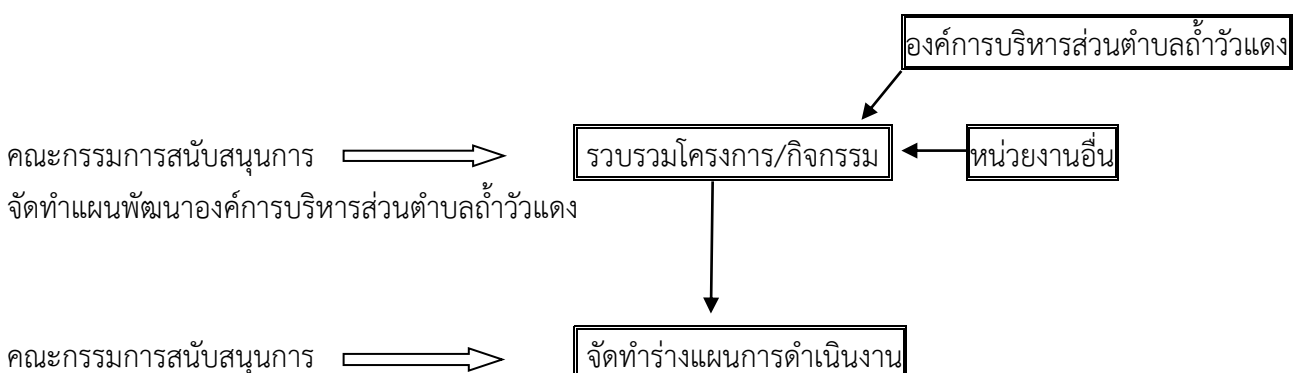 องค์การบริหารส่วนตำบลถ้ำวัวแดง
คณะกรรมการสนับสนุนการ
รวบรวมโครงการ/กิจกรรม
หน่วยงานอื่น
จัดทำแผนพัฒนาองค์การบริหารส่วนตำบลถ้ำวัวแดง
คณะกรรมการสนับสนุนการ
จัดทำร่างแผนการดำเนินงาน